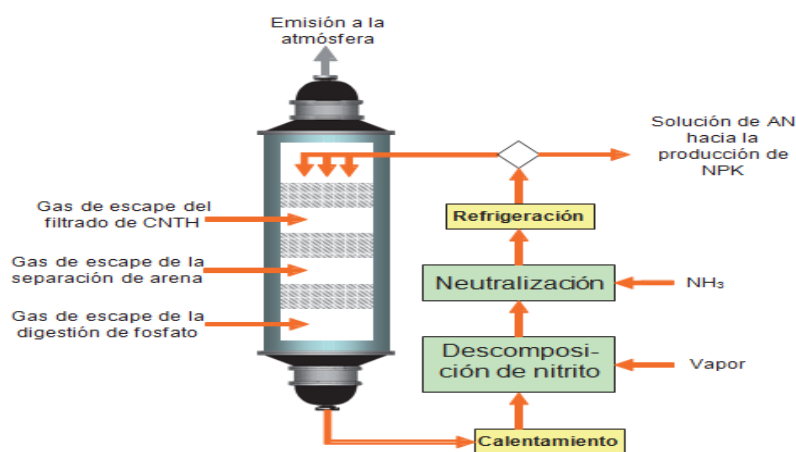 Emisión a la
atmósfera
Solución de AN
hacia la
producción de
NPK
Gas de escape del
filtrado de CNTH
Refrigeración
Gas de escape de la
separación de arena
Neutralización
NH₃
Gas de escape de la
digestión de fosfato
Descomposi-
ción de nitrito
Vapor
Calentamiento